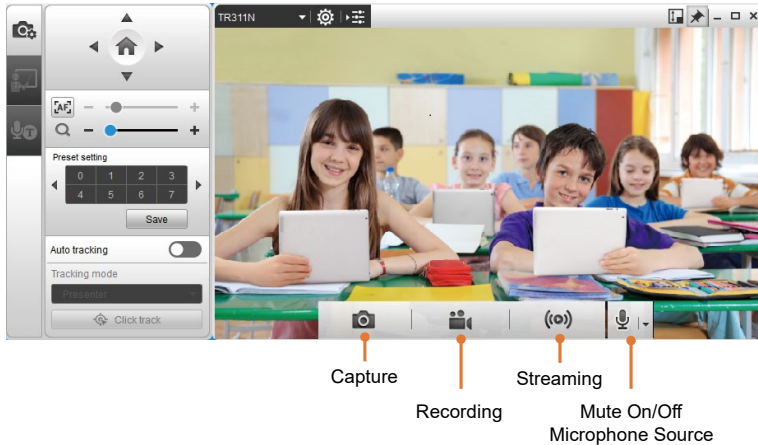 TR311N
[AF]
Preset setting
0 1 2 3
4 5 6 7
Save
Auto tracking
Tracking mode
Presenter
Click track
T
Capture
Streaming
Recording
Mute On/Off
Microphone Source